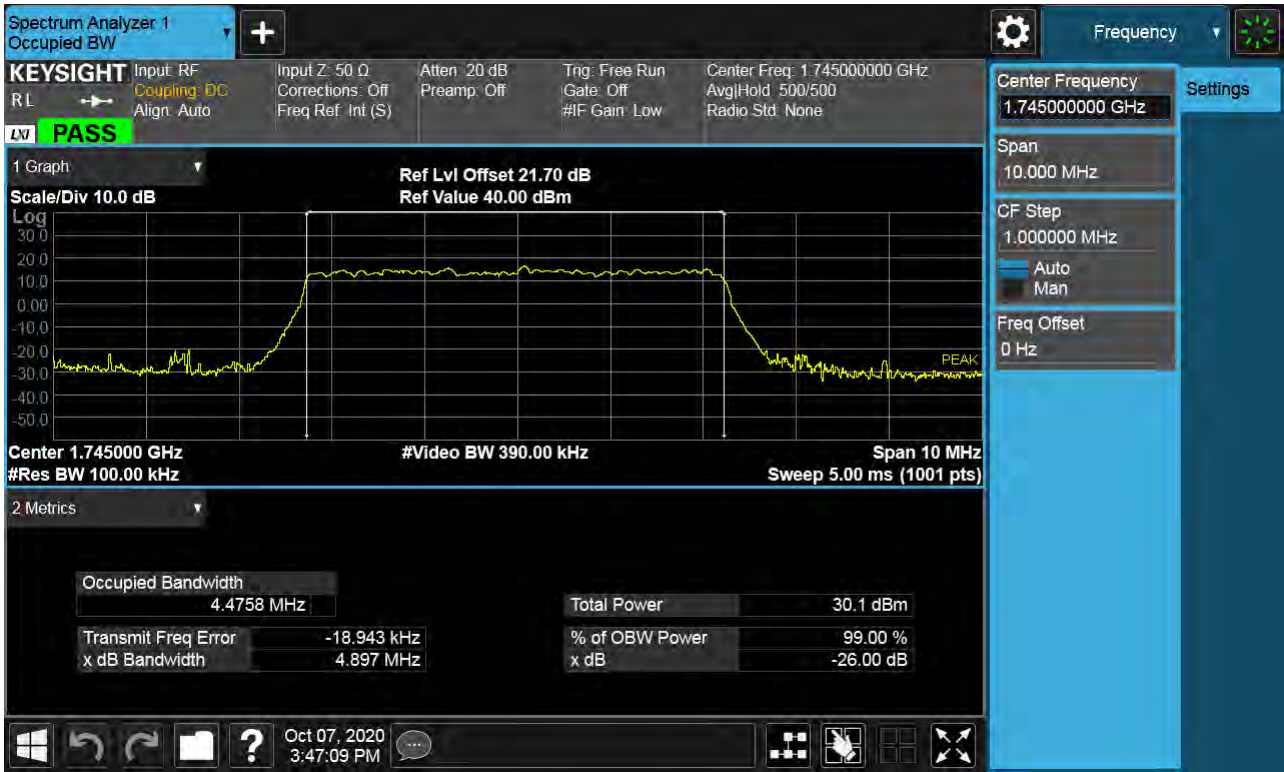 Spectrum Analyzer 1
Occupied BW
▼
+
Frequency
▼
KEYSIGHT
RL
LXI
PASS
Input: RF
Coupling: DC
Align: Auto
Input Z: 50 Ω
Corrections: Off
Freq Ref: Int (S)
Atten: 20 dB
Preamp: Off
Trig: Free Run
Gate: Off
#IF Gain: Low
Center Freq: 1.745000000 GHz
Avg|Hold: 500/500
Radio Std: None
Center Frequency
1.745000000 GHz
Settings
Span
10.000 MHz
CF Step
1.000000 MHz
Auto
Man
Freq Offset
0 Hz
1 Graph ▼
Ref Lvl Offset 21.70 dB
Scale/Div 10.0 dB
Ref Value 40.00 dBm
Log
30.0
20.0
10.0
0.00
-10.0
-20.0
-30.0
-40.0
-50.0
PEAK
Center 1.745000 GHz
#Video BW 390.00 kHz
Span 10 MHz
#Res BW 100.00 kHz
Sweep 5.00 ms (1001 pts)
2 Metrics ▼
Occupied Bandwidth
4.4758 MHz
Total Power 30.1 dBm
Transmit Freq Error -18.943 kHz
% of OBW Power 99.00 %
x dB Bandwidth 4.897 MHz
x dB -26.00 dB
?
Oct 07, 2020
3:47:09 PM